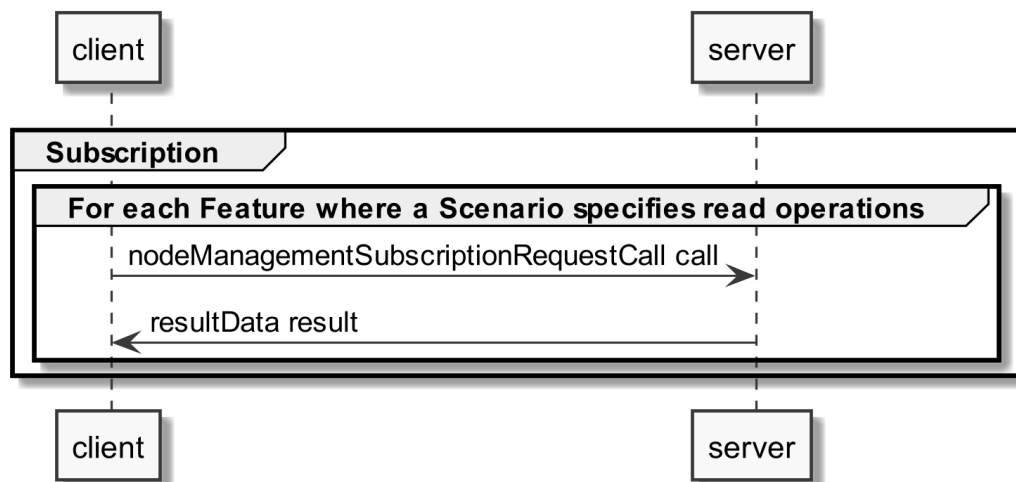 client server
Subscription
For each Feature where a Scenario specifies read operations
nodeManagementSubscriptionRequestCall call
resultData result
client server